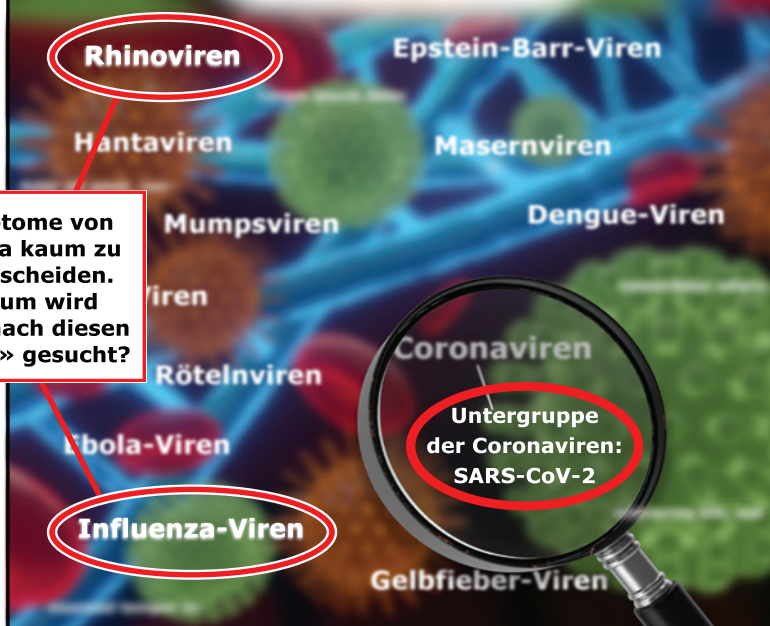 Rhinoviren
Epstein-Barr-Viren
Hantaviren
Masernviren
Mumpsviren
Dengue-Viren
tome von
a kaum zu
scheiden.
um wird
nach diesen
» gesucht?
Viren
Coronaviren
Rötelnviren
Untergruppe
der Coronaviren:
SARS-CoV-2
Ebola-Viren
Influenza-Viren
Gelbfieber-Viren